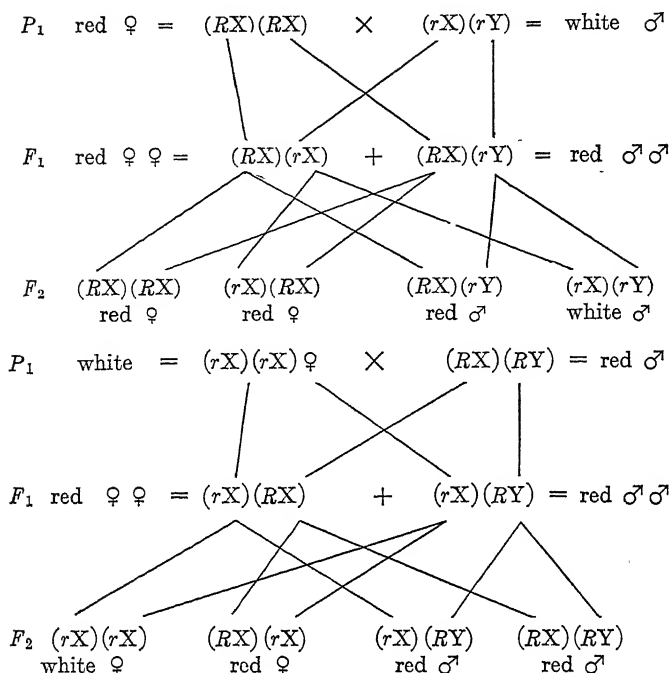 P1 red ♀ = (RX)(RX) × (rX)(rY) = white ♂
F1 red ♀♀ = (RX)(rX) + (RX)(rY) = red ♂♂
F2 (RX)(RX) (rX)(RX) (RX)(rY) (rX)(rY)
red ♀ red ♀ red ♂ white ♂
P1 white = (rX)(rX)♀ × (RX)(RY) = red ♂
F1 red ♀♀ = (rX)(RX) + (rX)(RY) = red ♂♂
F2 (rX)(rX) (RX)(rX) (rX)(RY) (RX)(RY)
white ♀ red ♀ red ♂ red ♂